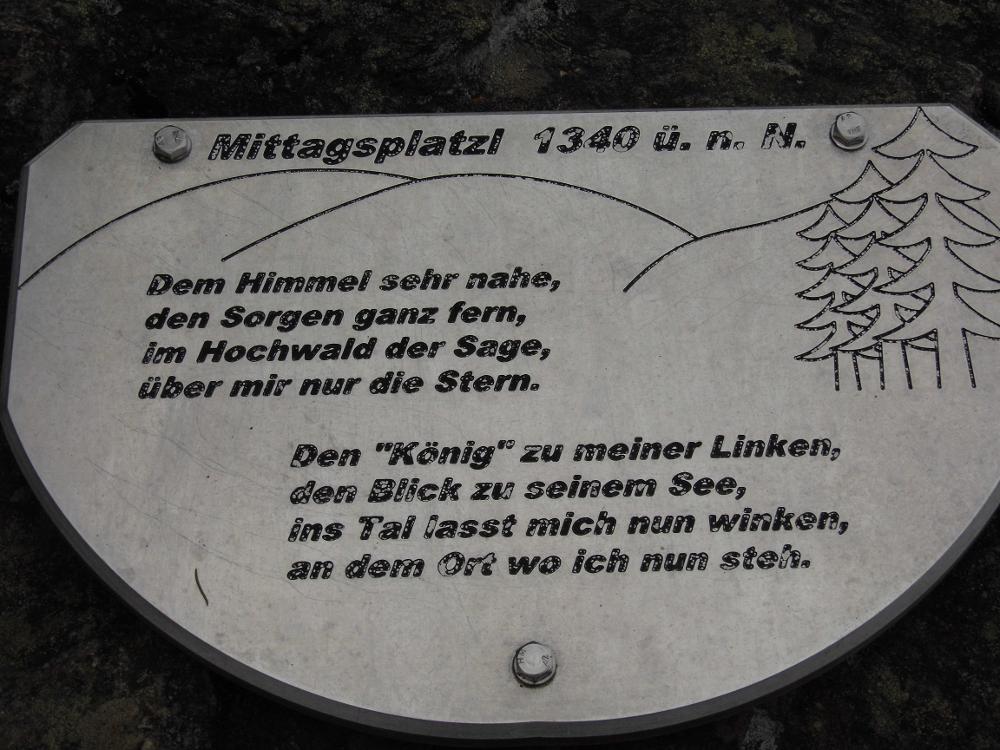 Mittagsplatzl 1340 ü. n. N.
Dem Himmel sehr nahe,
den Sorgen ganz fern,
im Hochwald der Sage,
über mir nur die Stern.
Den "König" zu meiner Linken,
den Blick zu seinem See,
ins Tal lasst mich nun winken,
an dem Ort wo ich nun steh.